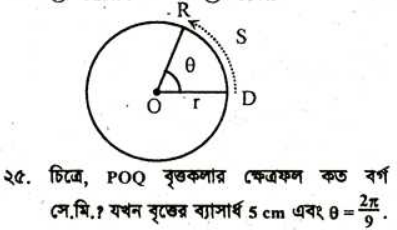 R
S
θ
O
r
D
২৫. চিত্রে, POQ বৃত্তকলার ক্ষেত্রফল কত বর্গ
সে.মি.? যখন বৃত্তের ব্যাসার্ধ 5 cm এবং θ = 2π/9 .